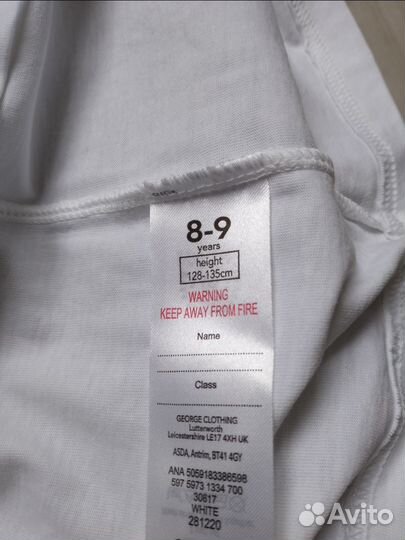 8-9
years
height
128-135cm
WARNING
KEEP AWAY FROM FIRE
Name
Class
GEORGE CLOTHING
Lutterworth
Leicestershire LE17 4XH UK
ASDA, Antrim, BT41 4GY
ANA 5059183386598
597 5973 1334 700
30617
WHITE
281220
Avito